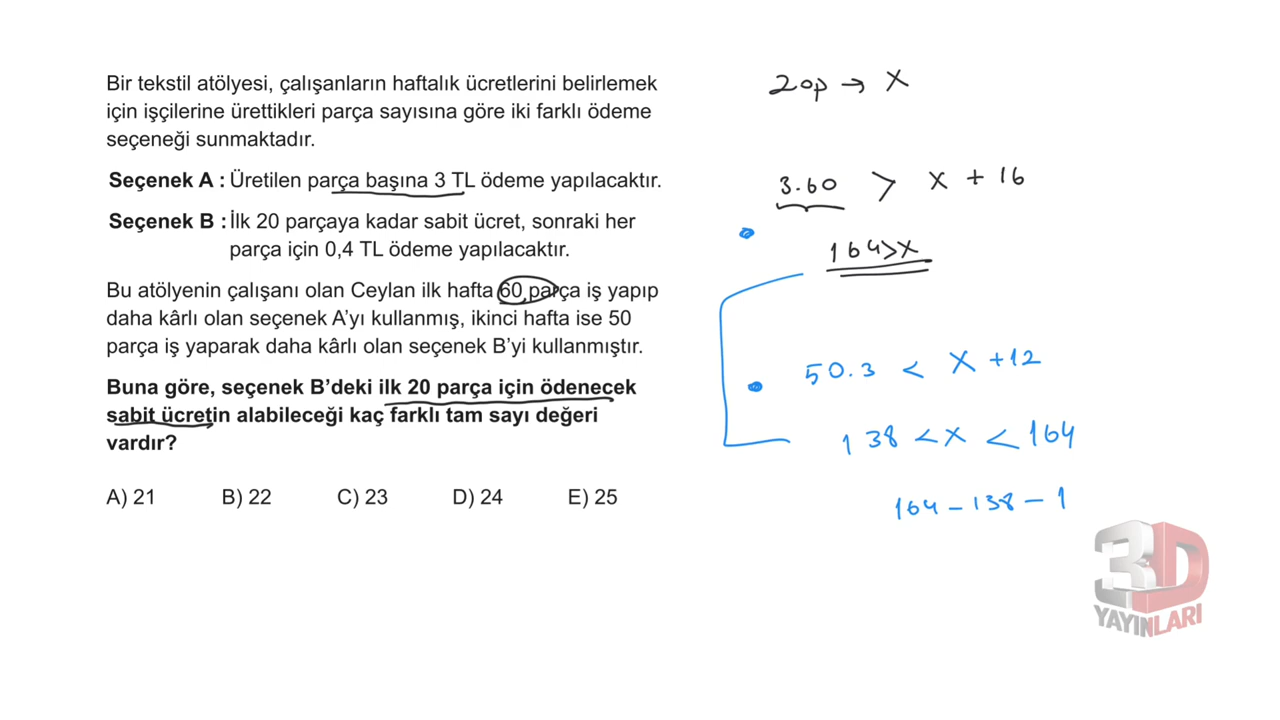 Bir tekstil atölyesi, çalışanların haftalık ücretlerini belirlemek
için işçilerine ürettikleri parça sayısına göre iki farklı ödeme
seçeneği sunmaktadır.
Seçenek A : Üretilen parça başına 3 TL ödeme yapılacaktır.
Seçenek B : İlk 20 parçaya kadar sabit ücret, sonraki her
parça için 0,4 TL ödeme yapılacaktır.
Bu atölyenin çalışanı olan Ceylan ilk hafta 60 parça iş yapıp
daha kârlı olan seçenek A'yı kullanmış, ikinci hafta ise 50
parça iş yaparak daha kârlı olan seçenek B'yi kullanmıştır.
Buna göre, seçenek B'deki ilk 20 parça için ödenecek
sabit ücretin alabileceği kaç farklı tam sayı değeri
vardır?
A) 21 B) 22 C) 23 D) 24 E) 25
20p → X
3.60 > X + 16
164>X
50.3 < X +12
138 < X < 164
164 - 138 - 1
3D
YAYINLARI